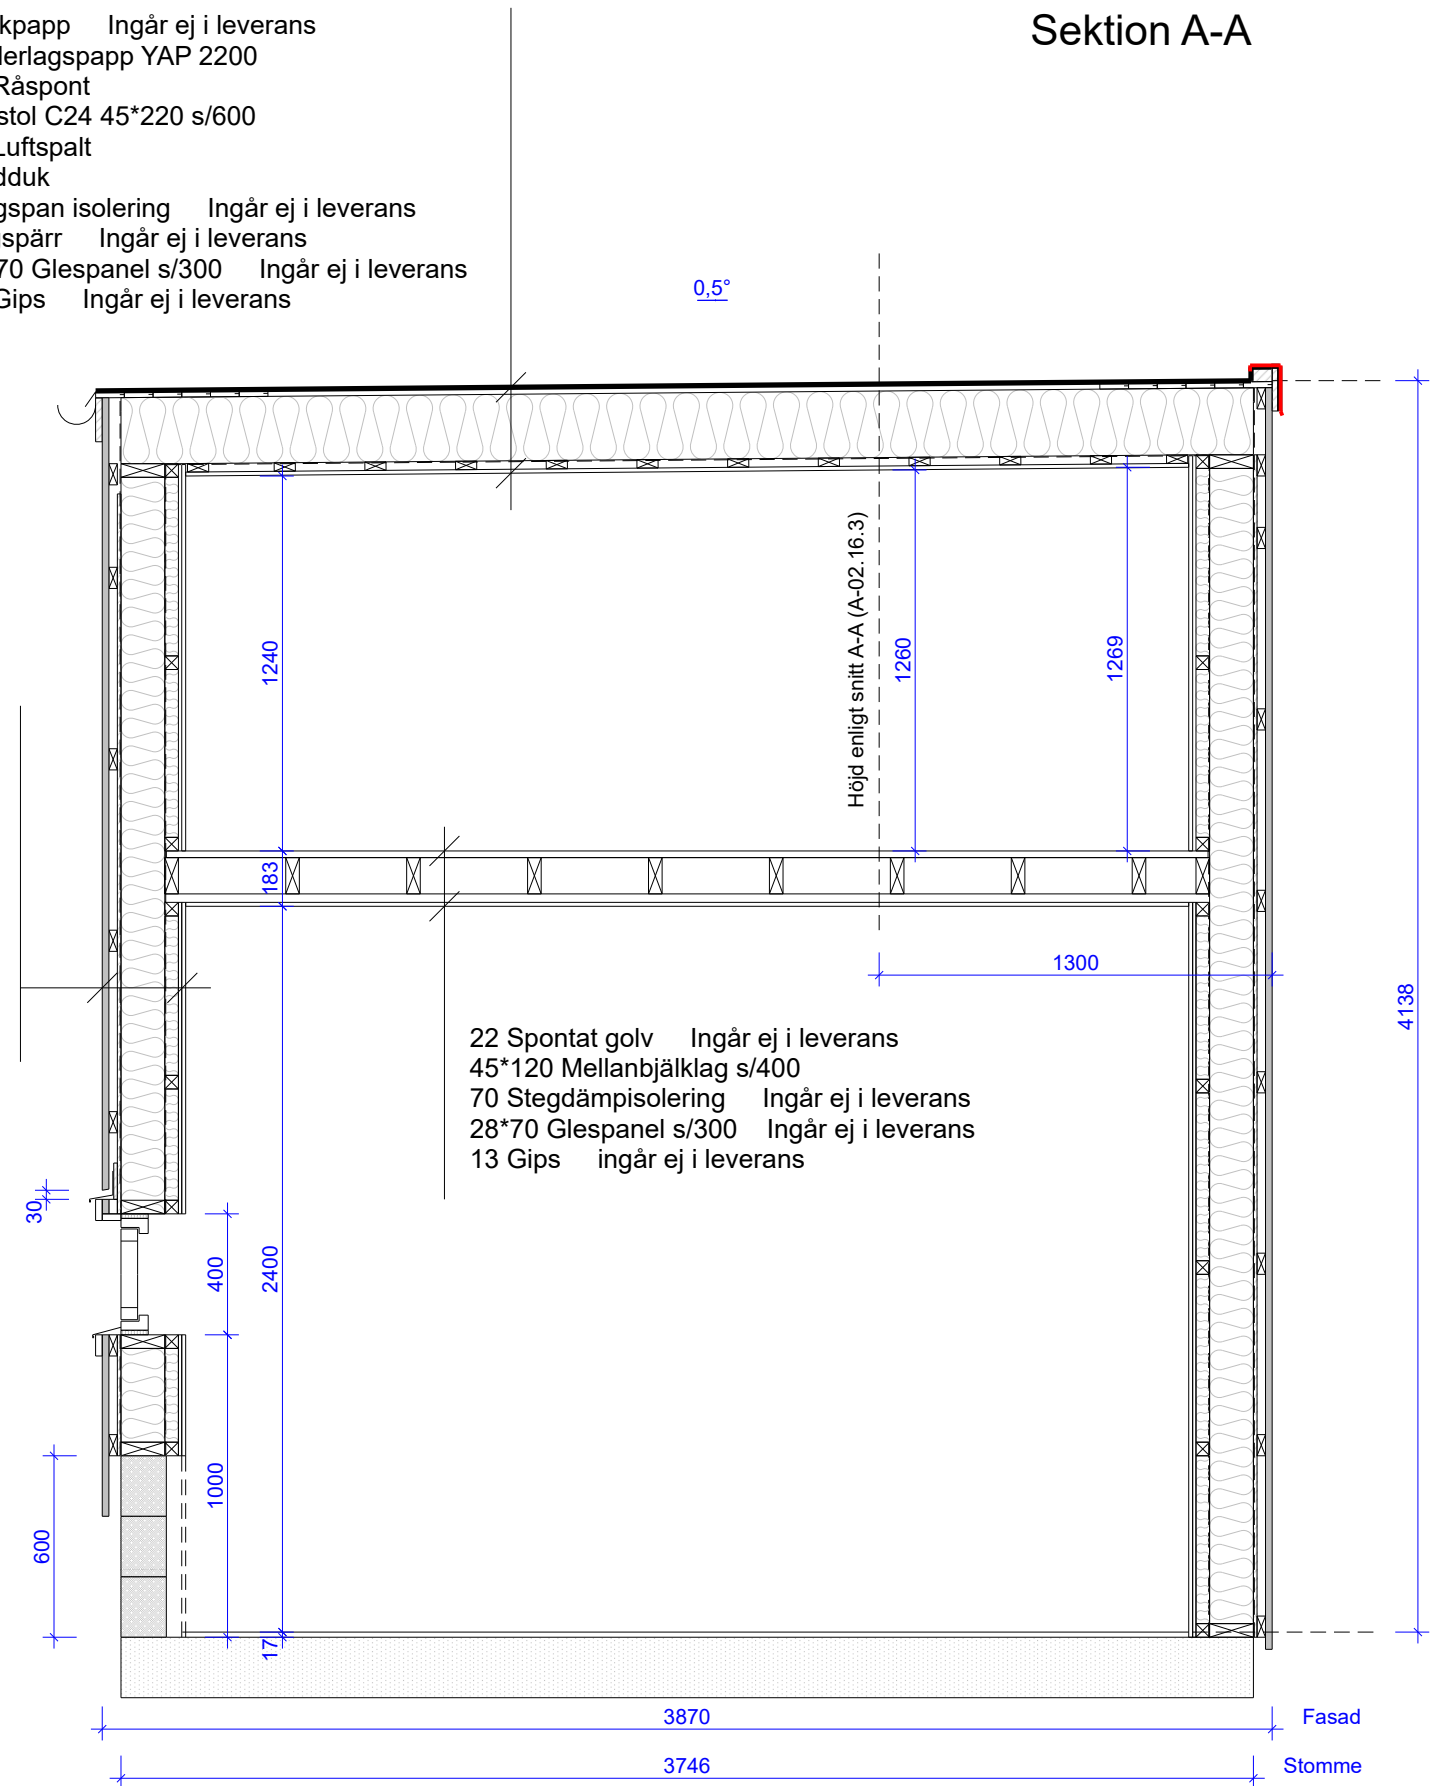 kpapp Ingår ej i leverans
lerlagspapp YAP 2200
Råspont
stol C24 45*220 s/600
Luftspalt
dduk
gspan isolering Ingår ej i leverans
spärr Ingår ej i leverans
70 Glespanel s/300 Ingår ej i leverans
Gips Ingår ej i leverans
Sektion A-A
0,5°
Höjd enligt snitt A-A (A-02.16.3)
1240
1260
1269
183
1300
4138
22 Spontat golv Ingår ej i leverans
45*120 Mellanbjälklag s/400
70 Stegdämpisolering Ingår ej i leverans
28*70 Glespanel s/300 Ingår ej i leverans
13 Gips ingår ej i leverans
30
400
2400
1000
600
17
3870 Fasad
3746 Stomme